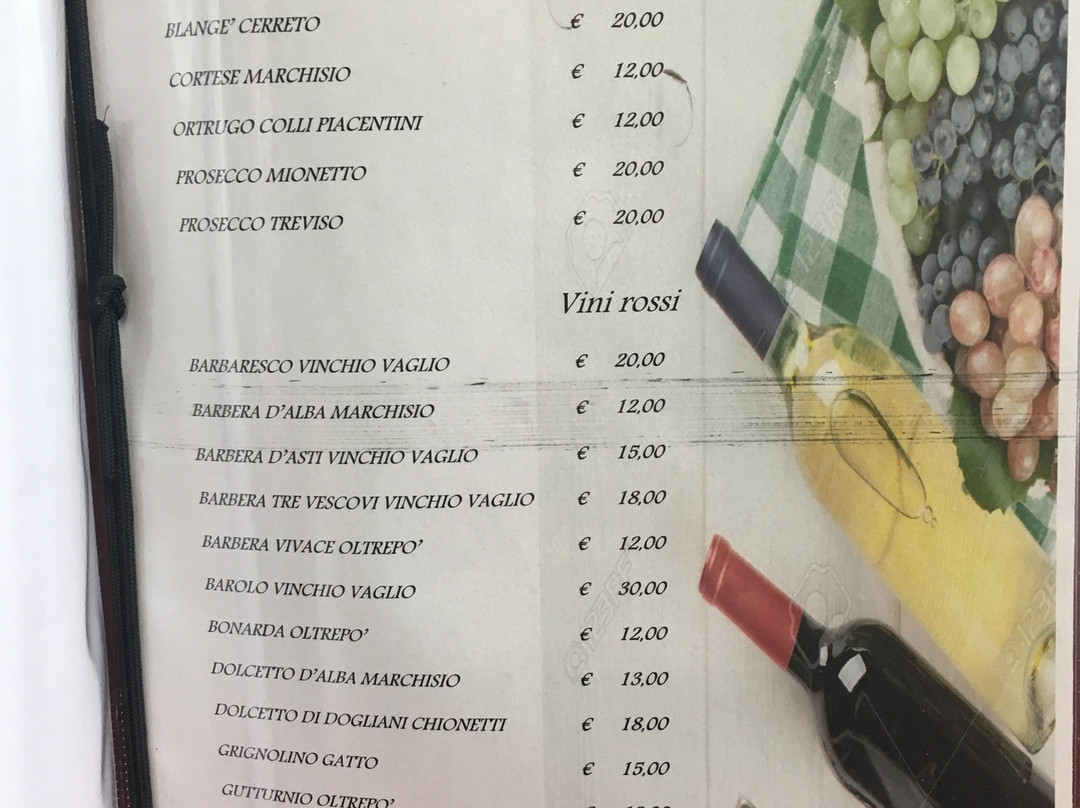 BLANGE' CERRETO € 20,00
CORTESE MARCHISIO € 12,00
ORTRUGO COLLI PIACENTINI € 12,00
PROSECCO MIONETTO € 20,00
PROSECCO TREVISO € 20,00
Vini rossi
BARBARESCO VINCHIO VAGLIO € 20,00
BARBERA D'ALBA MARCHISIO € 12,00
BARBERA D'ASTI VINCHIO VAGLIO € 15,00
BARBERA TRE VESCOVI VINCHIO VAGLIO € 18,00
BARBERA VIVACE OLTREPO' € 12,00
BAROLO VINCHIO VAGLIO € 30,00
BONARDA OLTREPO' € 12,00
DOLCETTO D'ALBA MARCHISIO € 13,00
DOLCETTO DI DOGLIANI CHIONETTI € 18,00
GRIGNOLINO GATTO € 15,00
GUTTURNIO OLTREPO'